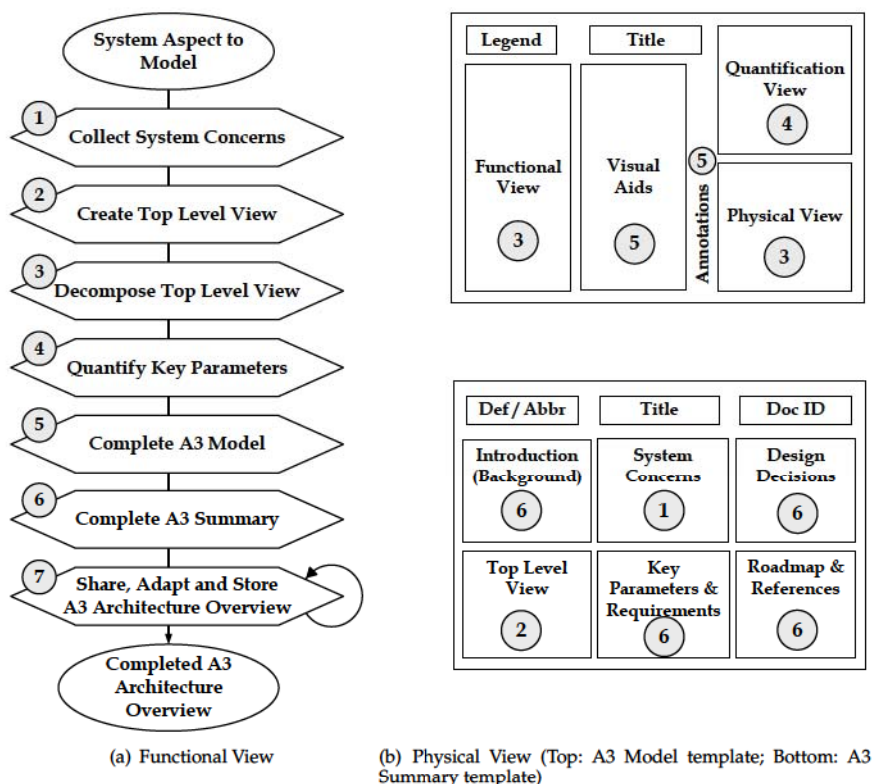 System Aspect to
Model
1
Collect System Concerns
2
Create Top Level View
3
Decompose Top Level View
4
Quantify Key Parameters
5
Complete A3 Model
6
Complete A3 Summary
7
Share, Adapt and Store
A3 Architecture Overview
Completed A3
Architecture
Overview
(a) Functional View
Legend
Title
Functional
View
3
Visual
Aids
5
5
Annotations
Quantification
View
4
Physical View
3
Def / Abbr
Title
Doc ID
Introduction
(Background)
6
System
Concerns
1
Design
Decisions
6
Top Level
View
2
Key
Parameters &
Requirements
6
Roadmap &
References
6
(b) Physical View (Top: A3 Model template; Bottom: A3
Summary template)